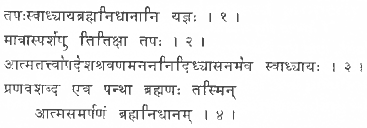 तपःस्वाध्यायब्रह्मनिधानानि यज्ञः । १ ।
मात्रास्पर्शेषु तितिक्षा तपः । २ ।
आत्मतत्त्वोपदेशश्रवणमनननिदिध्यासनमेव स्वाध्यायः । ३ ।
प्रणवशब्द एव पन्था ब्रह्मणः तस्मिन्
आत्मसमर्पणं ब्रह्मनिधानम् । ४ ।